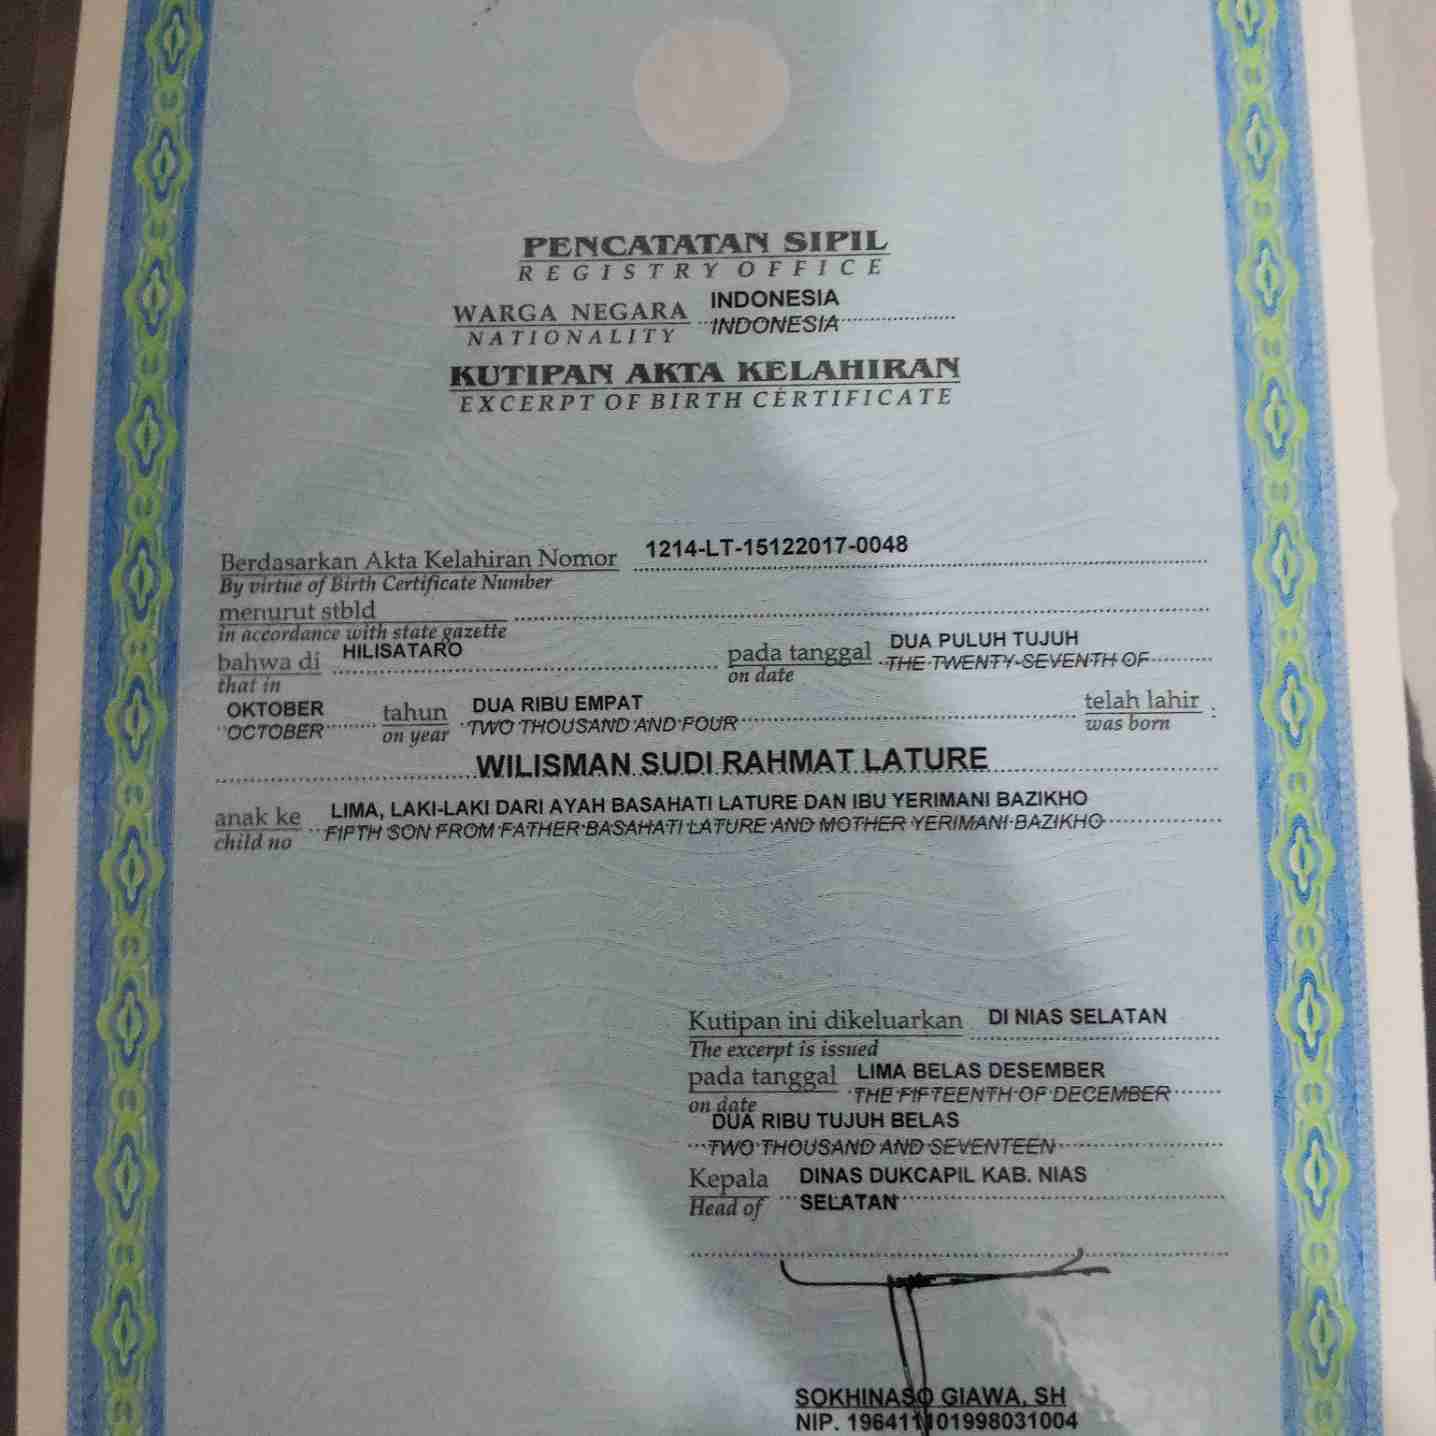 PENCATATAN SIPIL
REGISTRY OFFICE
WARGA NEGARA INDONESIA
NATIONALITY INDONESIA
KUTIPAN AKTA KELAHIRAN
EXCERPT OF BIRTH CERTIFICATE
Berdasarkan Akta Kelahiran Nomor 1214-LT-15122017-0048
By virtue of Birth Certificate Number
menurut stbld
in accordance with state gazette
bahwa di HILISATARO pada tanggal DUA PULUH TUJUH
that in on date THE TWENTY-SEVENTH OF
OKTOBER tahun DUA RIBU EMPAT telah lahir :
OCTOBER on year TWO THOUSAND AND FOUR was born
WILISMAN SUDI RAHMAT LATURE
anak ke LIMA, LAKI-LAKI DARI AYAH BASAHATI LATURE DAN IBU YERIMANI BAZIKHO
child no FIFTH SON FROM FATHER BASAHATI LATURE AND MOTHER YERIMANI BAZIKHO
Kutipan ini dikeluarkan DI NIAS SELATAN
The excerpt is issued
pada tanggal LIMA BELAS DESEMBER
on date THE FIFTEENTH OF DECEMBER
DUA RIBU TUJUH BELAS
TWO THOUSAND AND SEVENTEEN
Kepala DINAS DUKCAPIL KAB. NIAS
Head of SELATAN
SOKHINASO GIAWA, SH
NIP. 196411101998031004